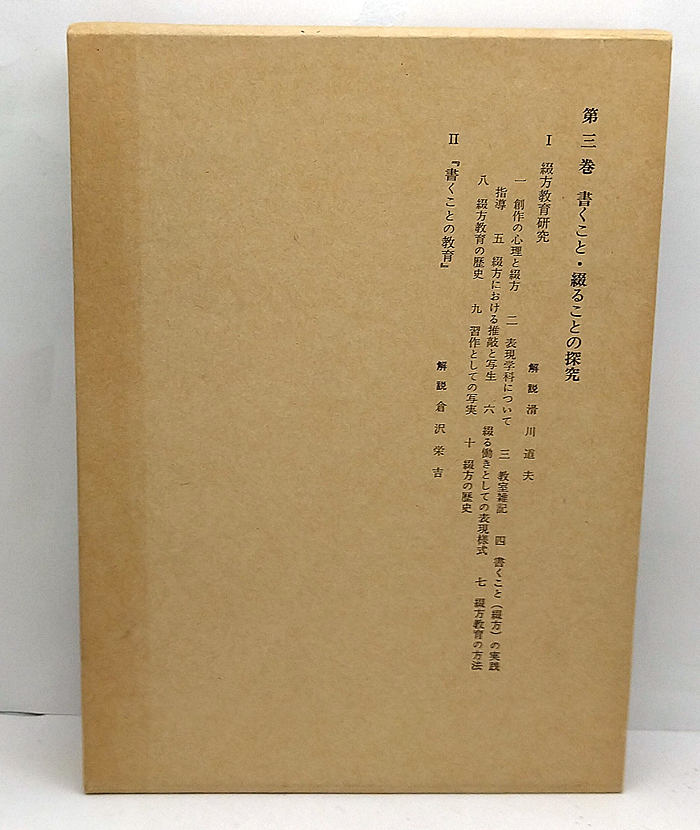 第三巻 書くこと・綴ることの探究
Ⅰ 綴方教育研究 解説 滑川道夫
一 創作の心理と綴方 二 表現学科について 三 教室雑記 四 書くこと(綴方)の実践
指導 五 綴方における推敲と写生 六 綴る働きとしての表現様式 七 綴方教育の方法
八 綴方教育の歴史 九 習作としての写実 十 綴方の歴史
Ⅱ 『書くことの教育』 解説 倉沢栄吉